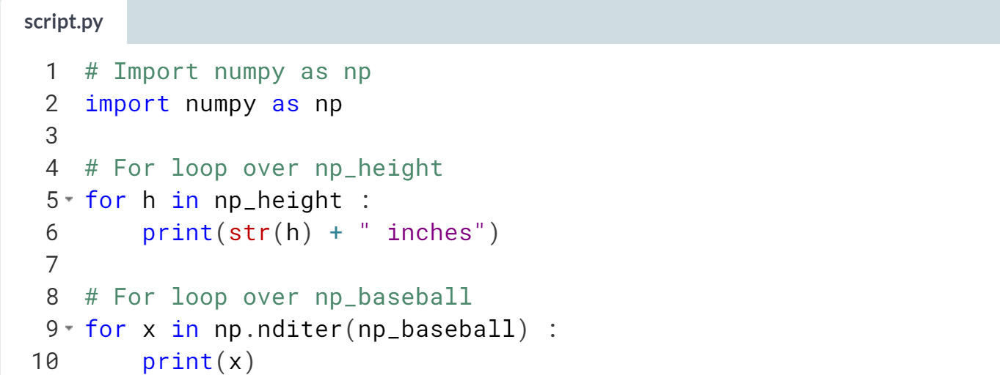 script.py
1 # Import numpy as np
2 import numpy as np
3
4 # For loop over np_height
5 for h in np_height :
6     print(str(h) + " inches")
7
8 # For loop over np_baseball
9 for x in np.nditer(np_baseball) :
10     print(x)